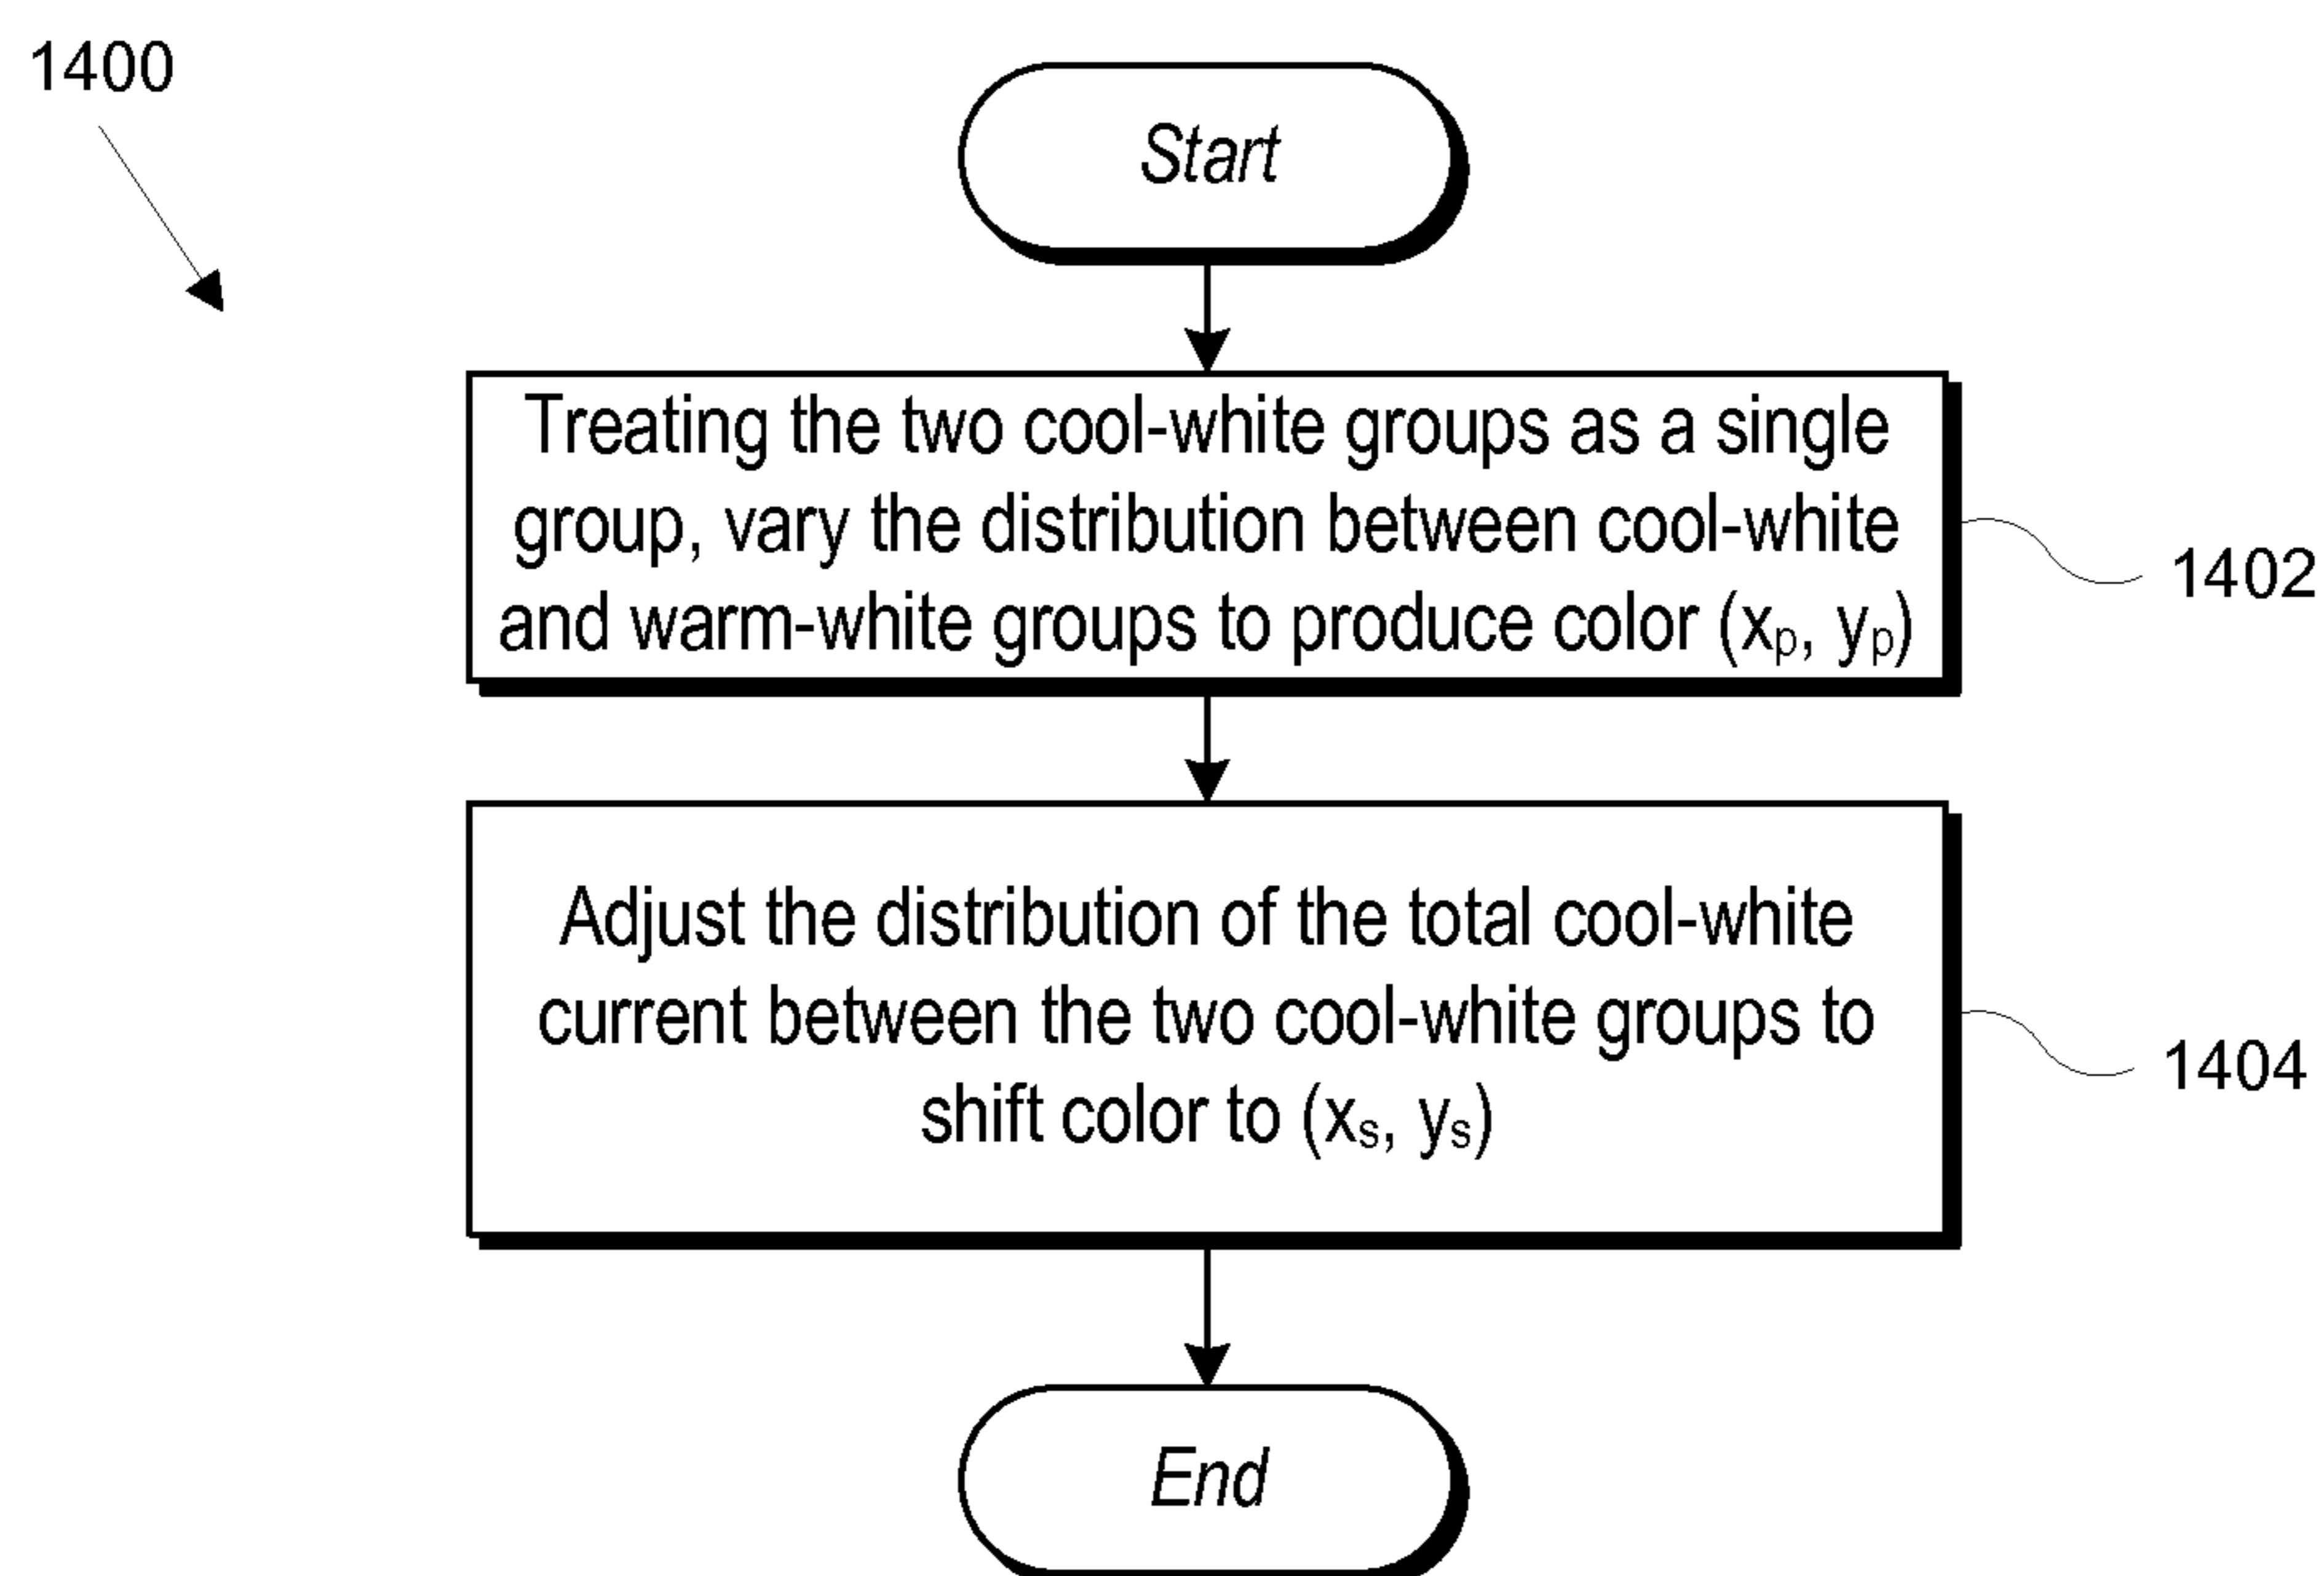 1400
Start
Treating the two cool-white groups as a single
group, vary the distribution between cool-white
and warm-white groups to produce color (xp, yp)
1402
Adjust the distribution of the total cool-white
current between the two cool-white groups to
shift color to (xs, ys)
1404
End